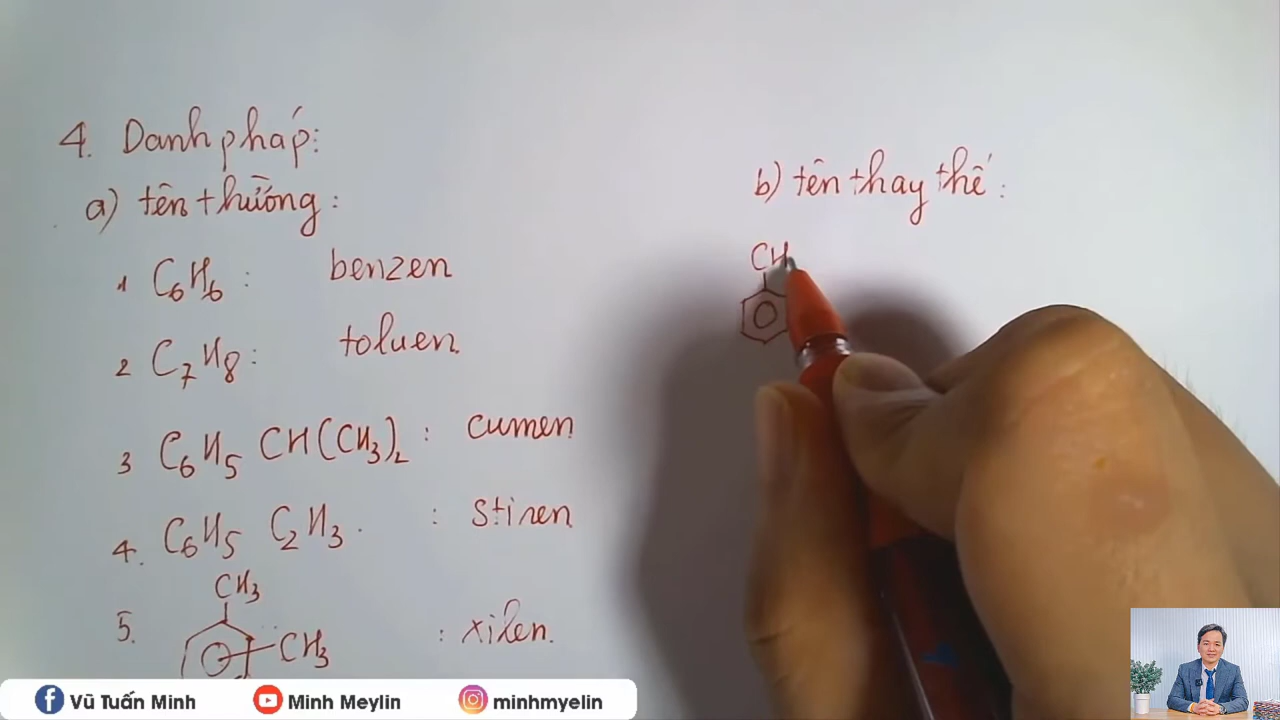 4. Danh pháp:
a) tên thường:
1 C6H6 : benzen
2 C7H8 : toluen
3 C6H5 CH(CH3)2 : cumen
4. C6H5 C2H3. : stiren
CH3
5. CH3 : xilen.
b) tên thay thế :
CH
Vũ Tuấn Minh Minh Meylin minhmyelin